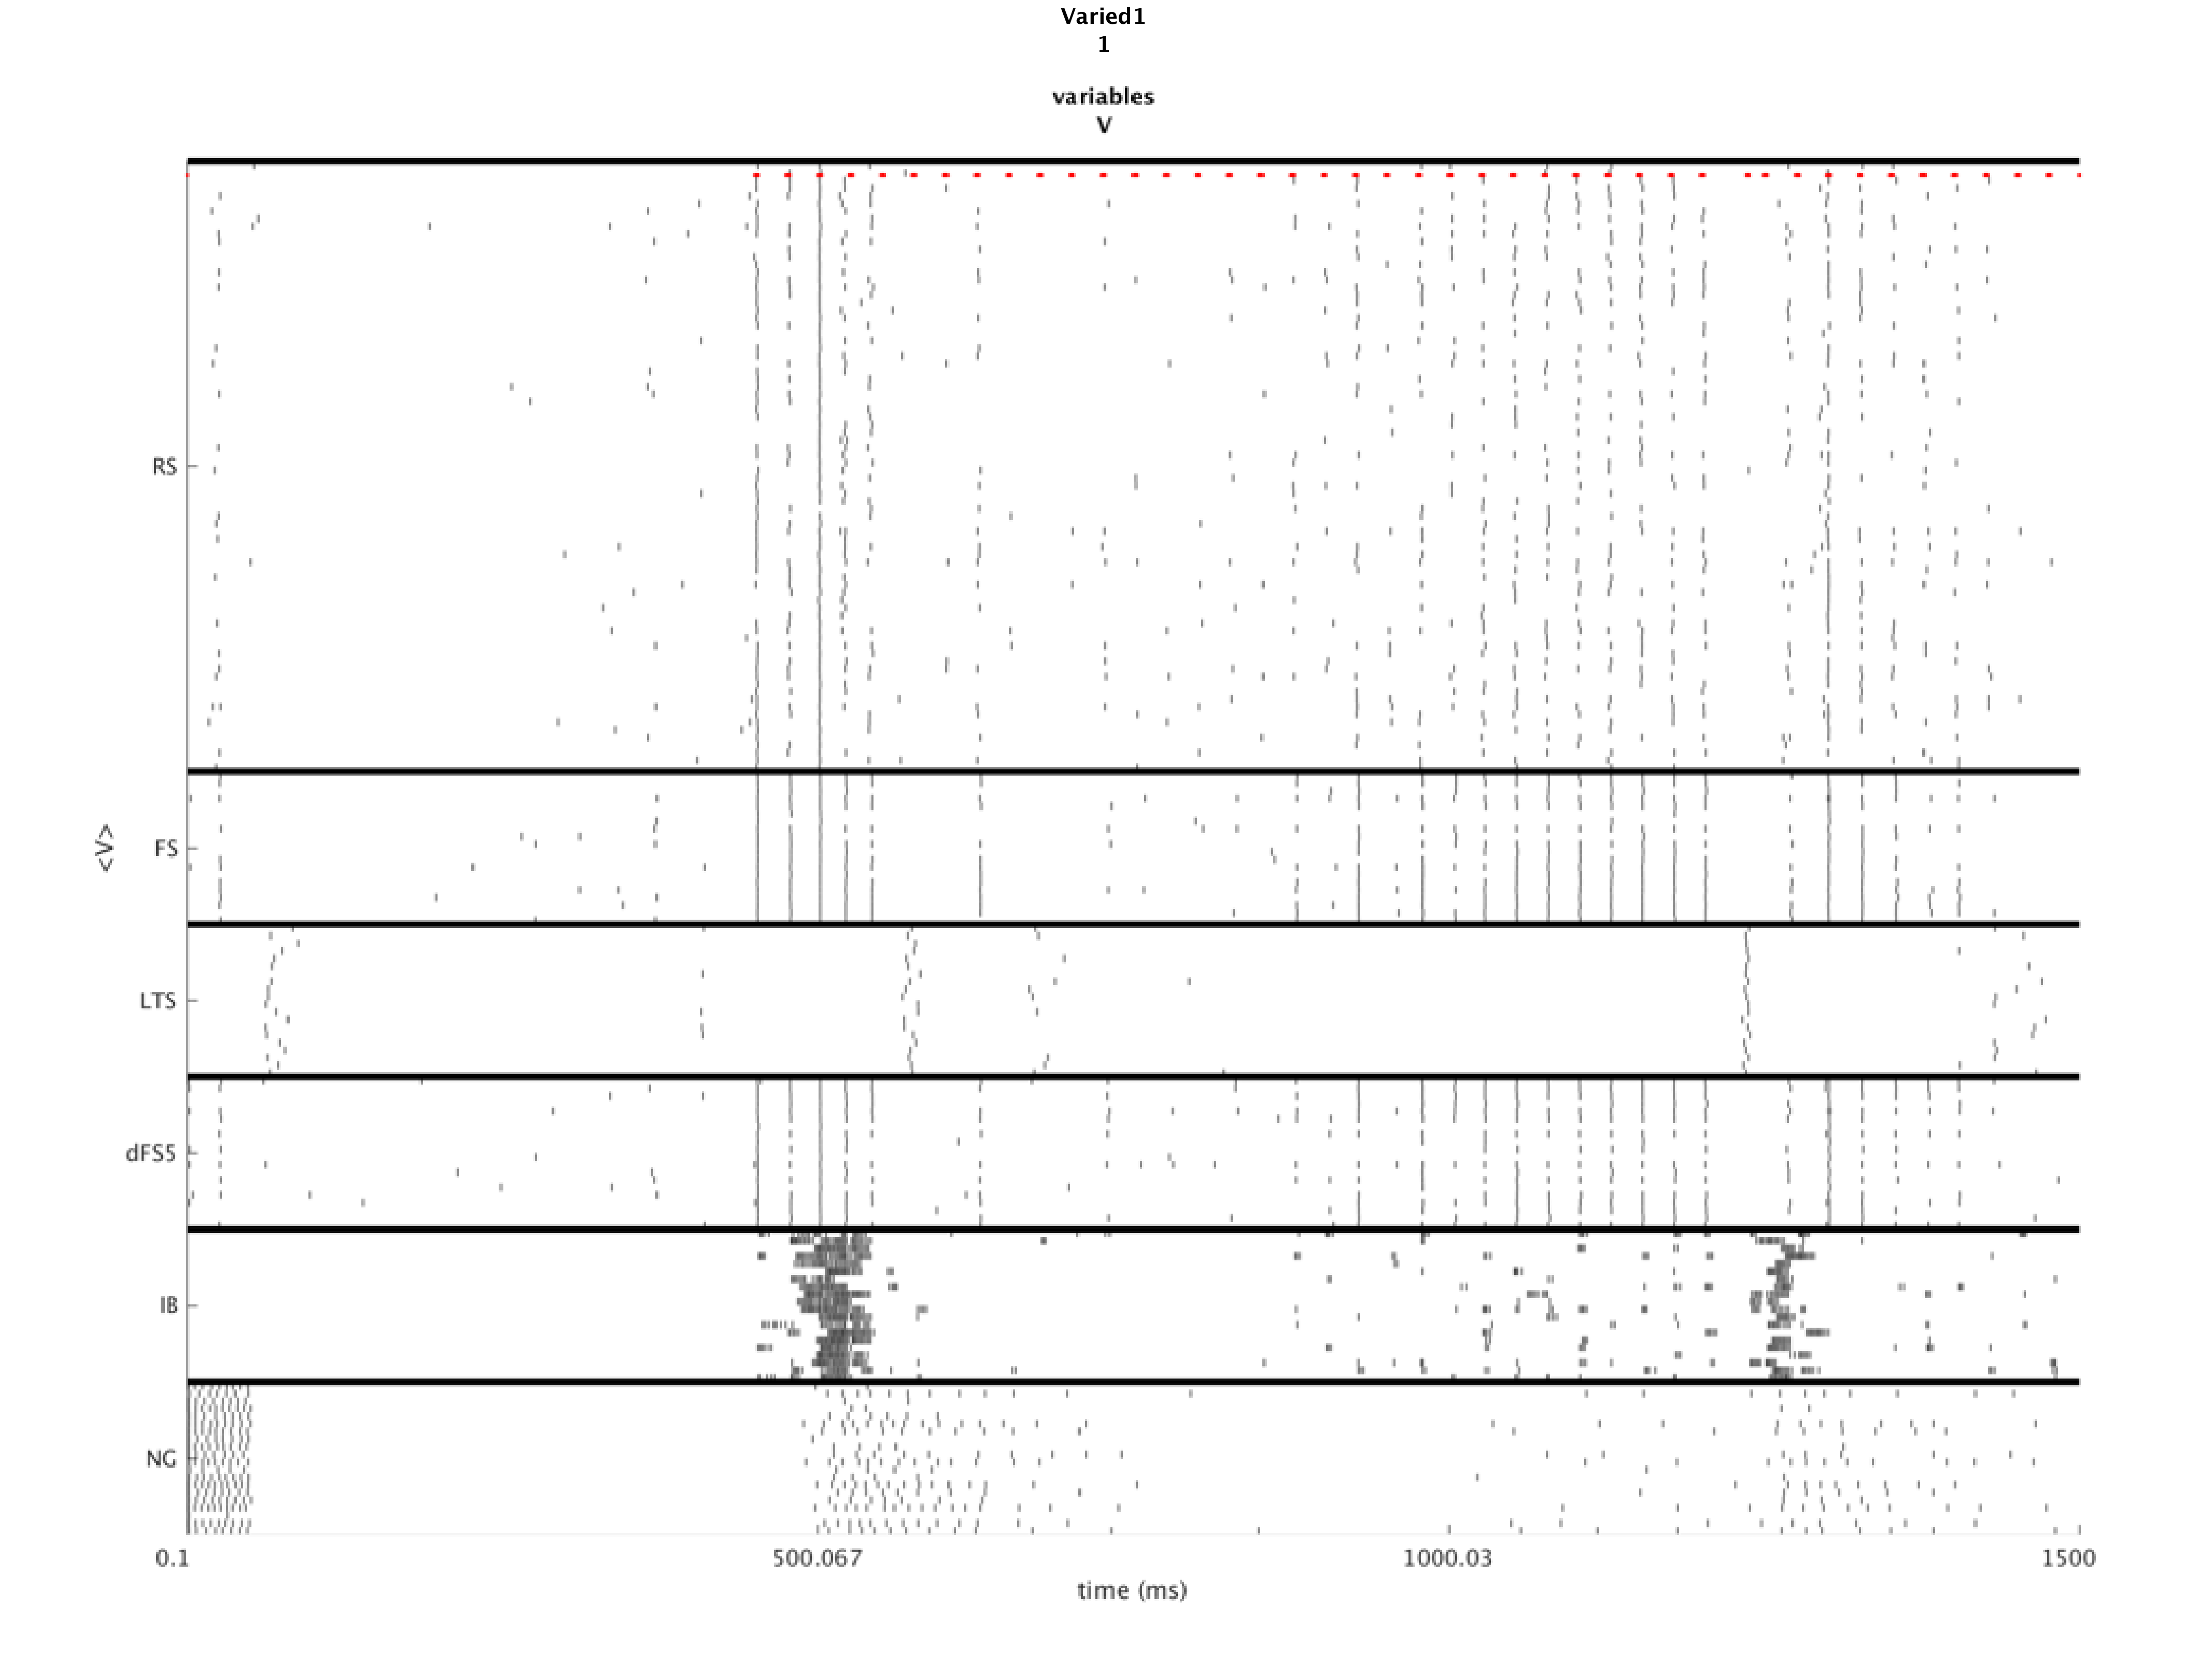 Varied1
1
variables
V
RS
FS
<V>
LTS
dFS5
IB
NG
0.1 500.067 1000.03 1500
time (ms)